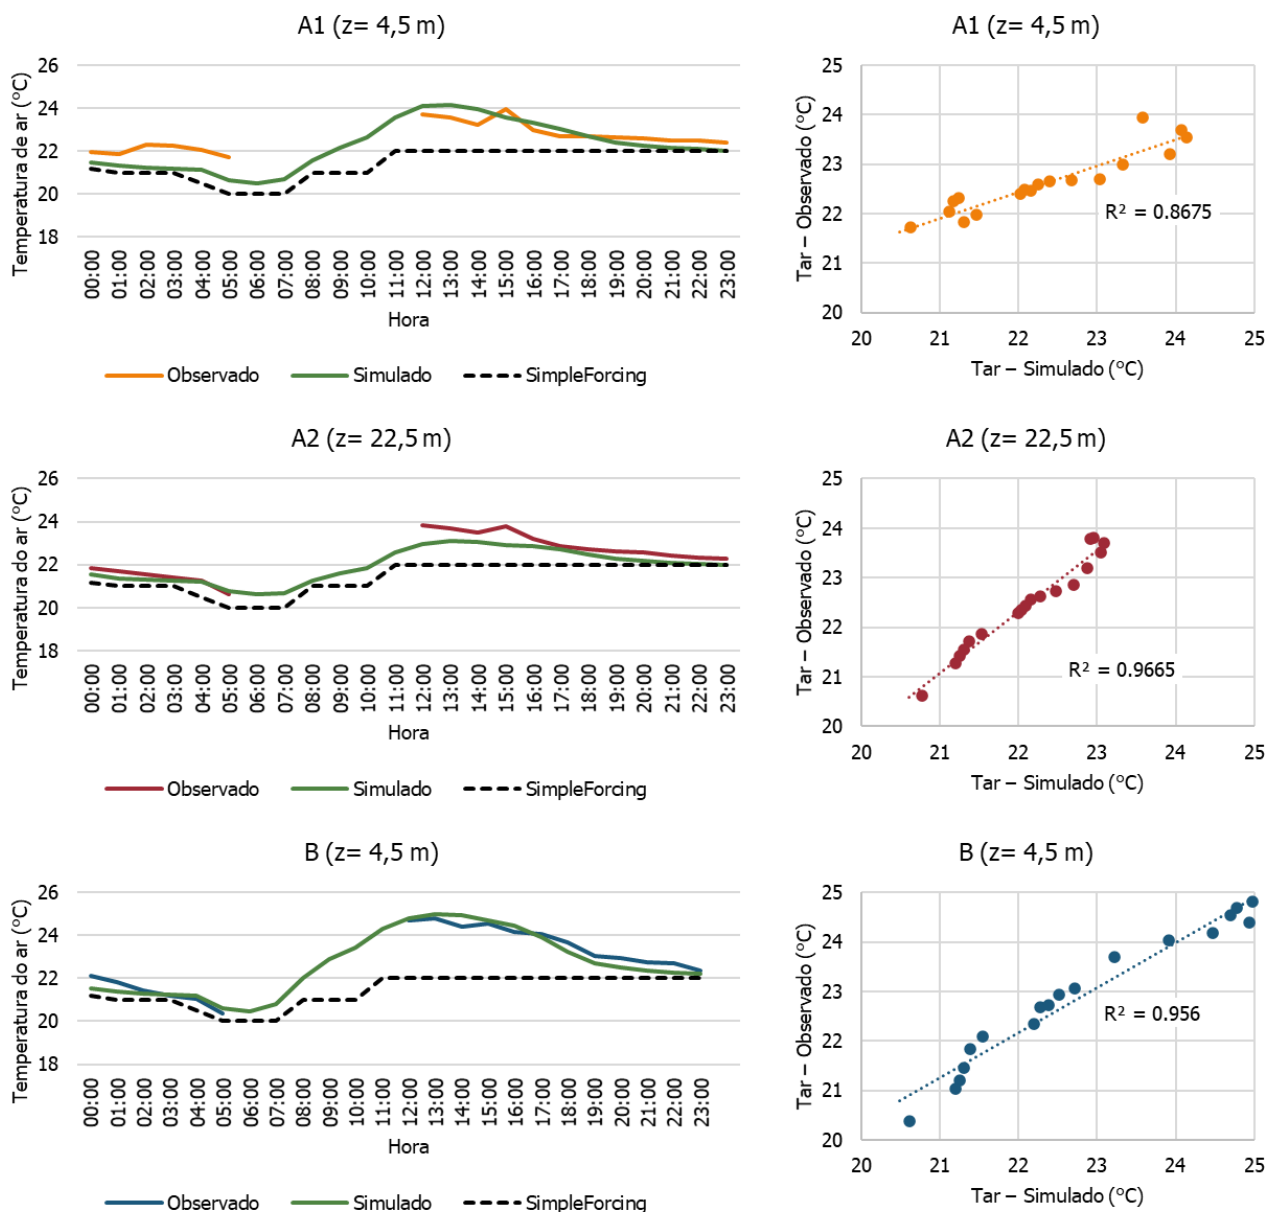 A1 (z= 4,5 m)
Temperatura de ar (°C)
26
24
22
20
18
00:00 01:00 02:00 03:00 04:00 05:00 06:00 07:00 08:00 09:00 10:00 11:00 12:00 13:00 14:00 15:00 16:00 17:00 18:00 19:00 20:00 21:00 22:00 23:00
Hora
Observado Simulado SimpleForcing
A1 (z= 4,5 m)
Tar – Observado (°C)
25
24
23
22
21
20
R² = 0.8675
20 21 22 23 24 25
Tar – Simulado (°C)
A2 (z= 22,5 m)
Temperatura do ar (°C)
26
24
22
20
18
00:00 01:00 02:00 03:00 04:00 05:00 06:00 07:00 08:00 09:00 10:00 11:00 12:00 13:00 14:00 15:00 16:00 17:00 18:00 19:00 20:00 21:00 22:00 23:00
Hora
Observado Simulado SimpleForcing
A2 (z= 22,5 m)
Tar – Observado (°C)
25
24
23
22
21
20
R² = 0.9665
20 21 22 23 24 25
Tar – Simulado (°C)
B (z= 4,5 m)
Temperatura do ar (°C)
26
24
22
20
18
00:00 01:00 02:00 03:00 04:00 05:00 06:00 07:00 08:00 09:00 10:00 11:00 12:00 13:00 14:00 15:00 16:00 17:00 18:00 19:00 20:00 21:00 22:00 23:00
Hora
Observado Simulado SimpleForcing
B (z= 4,5 m)
Tar – Observado (°C)
25
24
23
22
21
20
R² = 0.956
20 21 22 23 24 25
Tar – Simulado (°C)